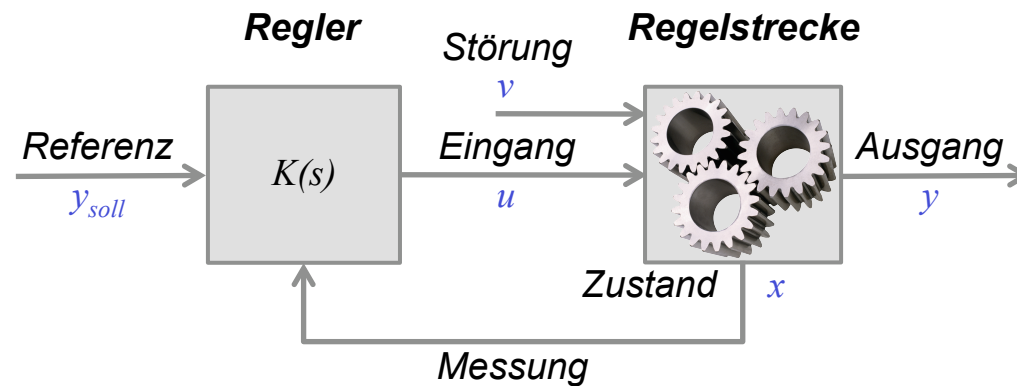 Regler
Regelstrecke
Störung
v
Referenz
y_soll
K(s)
Eingang
u
Ausgang
y
Zustand
x
Messung